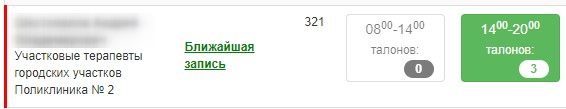 Участковые терапевты
городских участков
Поликлиника № 2
Ближайшая
запись
321
08⁰⁰-14⁰⁰
талонов:
0
14⁰⁰-20⁰⁰
талонов:
3